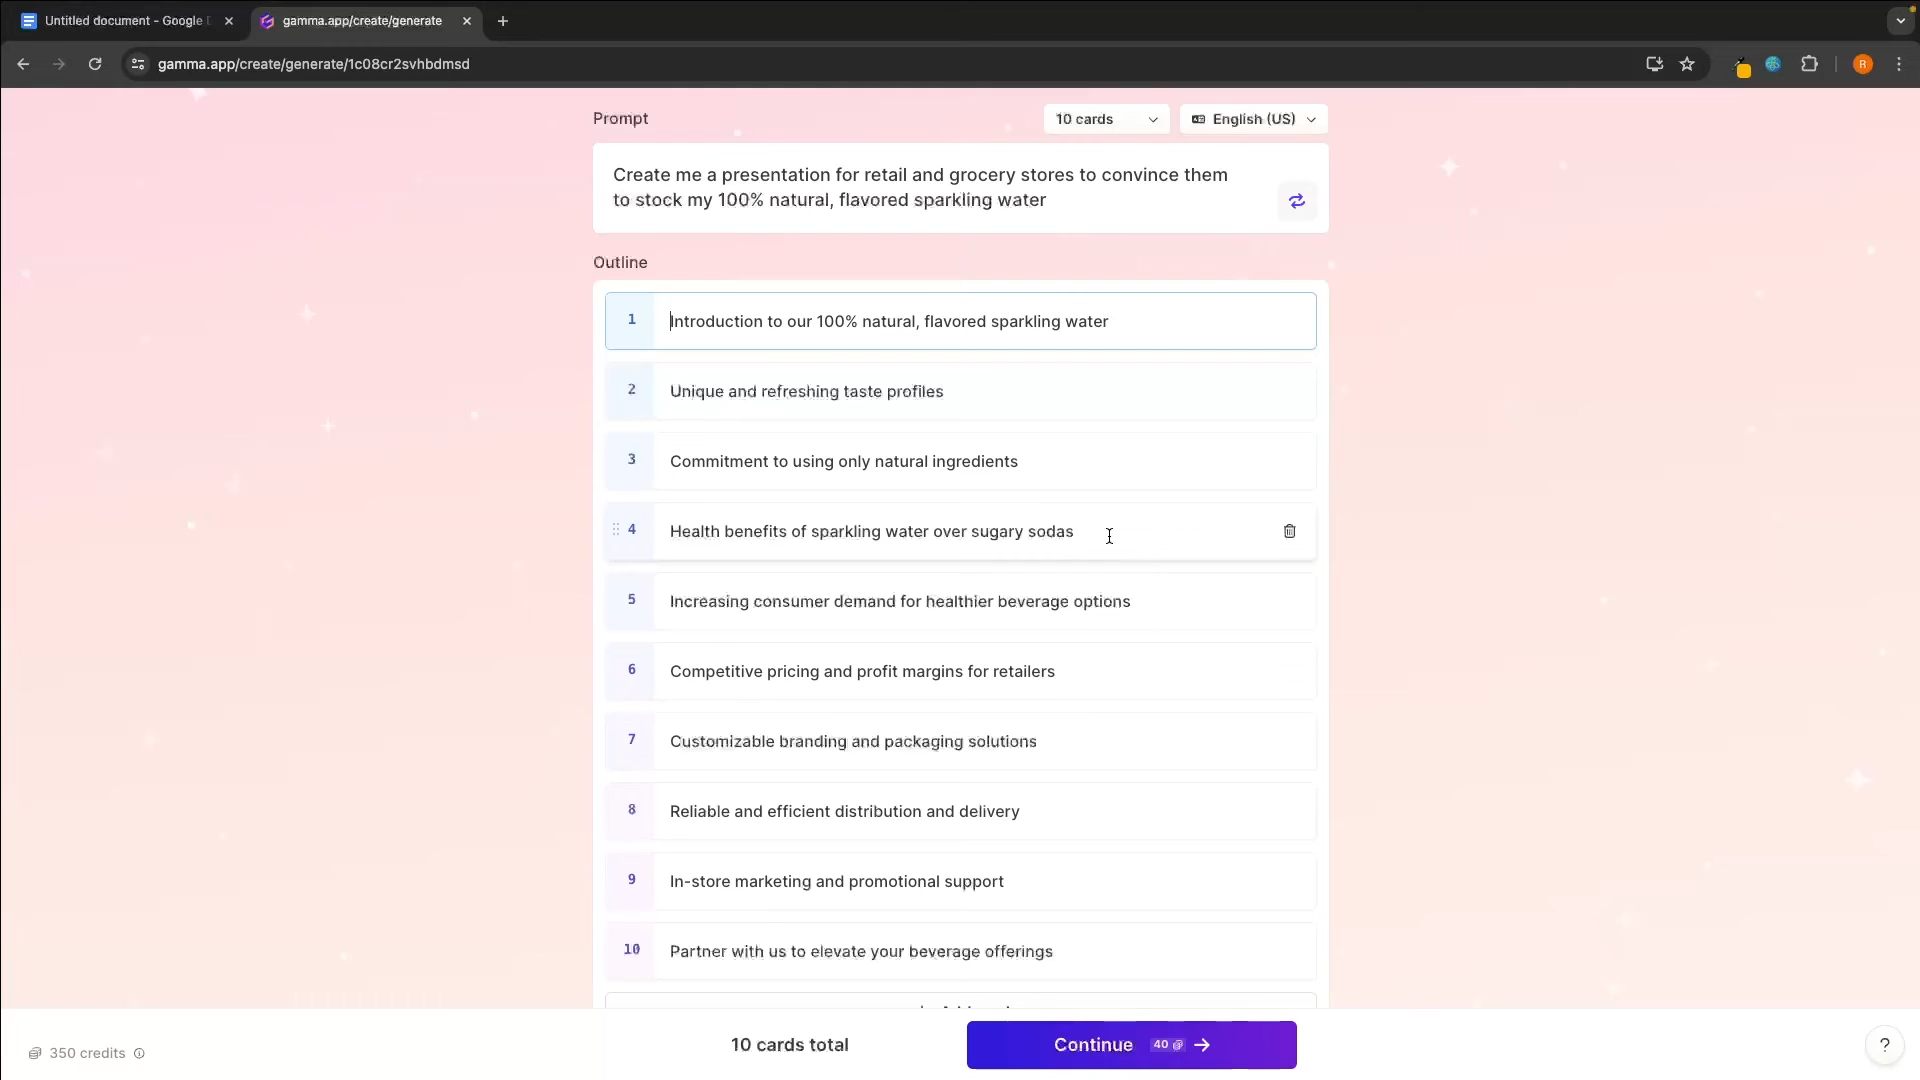 Untitled document - Google
gamma.app/create/generate
gamma.app/create/generate/1c08cr2svhbdmsd
R
Prompt
10 cards
English (US)
Create me a presentation for retail and grocery stores to convince them
to stock my 100% natural, flavored sparkling water
Outline
1 Introduction to our 100% natural, flavored sparkling water
2 Unique and refreshing taste profiles
3 Commitment to using only natural ingredients
4 Health benefits of sparkling water over sugary sodas
5 Increasing consumer demand for healthier beverage options
6 Competitive pricing and profit margins for retailers
7 Customizable branding and packaging solutions
8 Reliable and efficient distribution and delivery
9 In-store marketing and promotional support
10 Partner with us to elevate your beverage offerings
350 credits
10 cards total
Continue 40
?